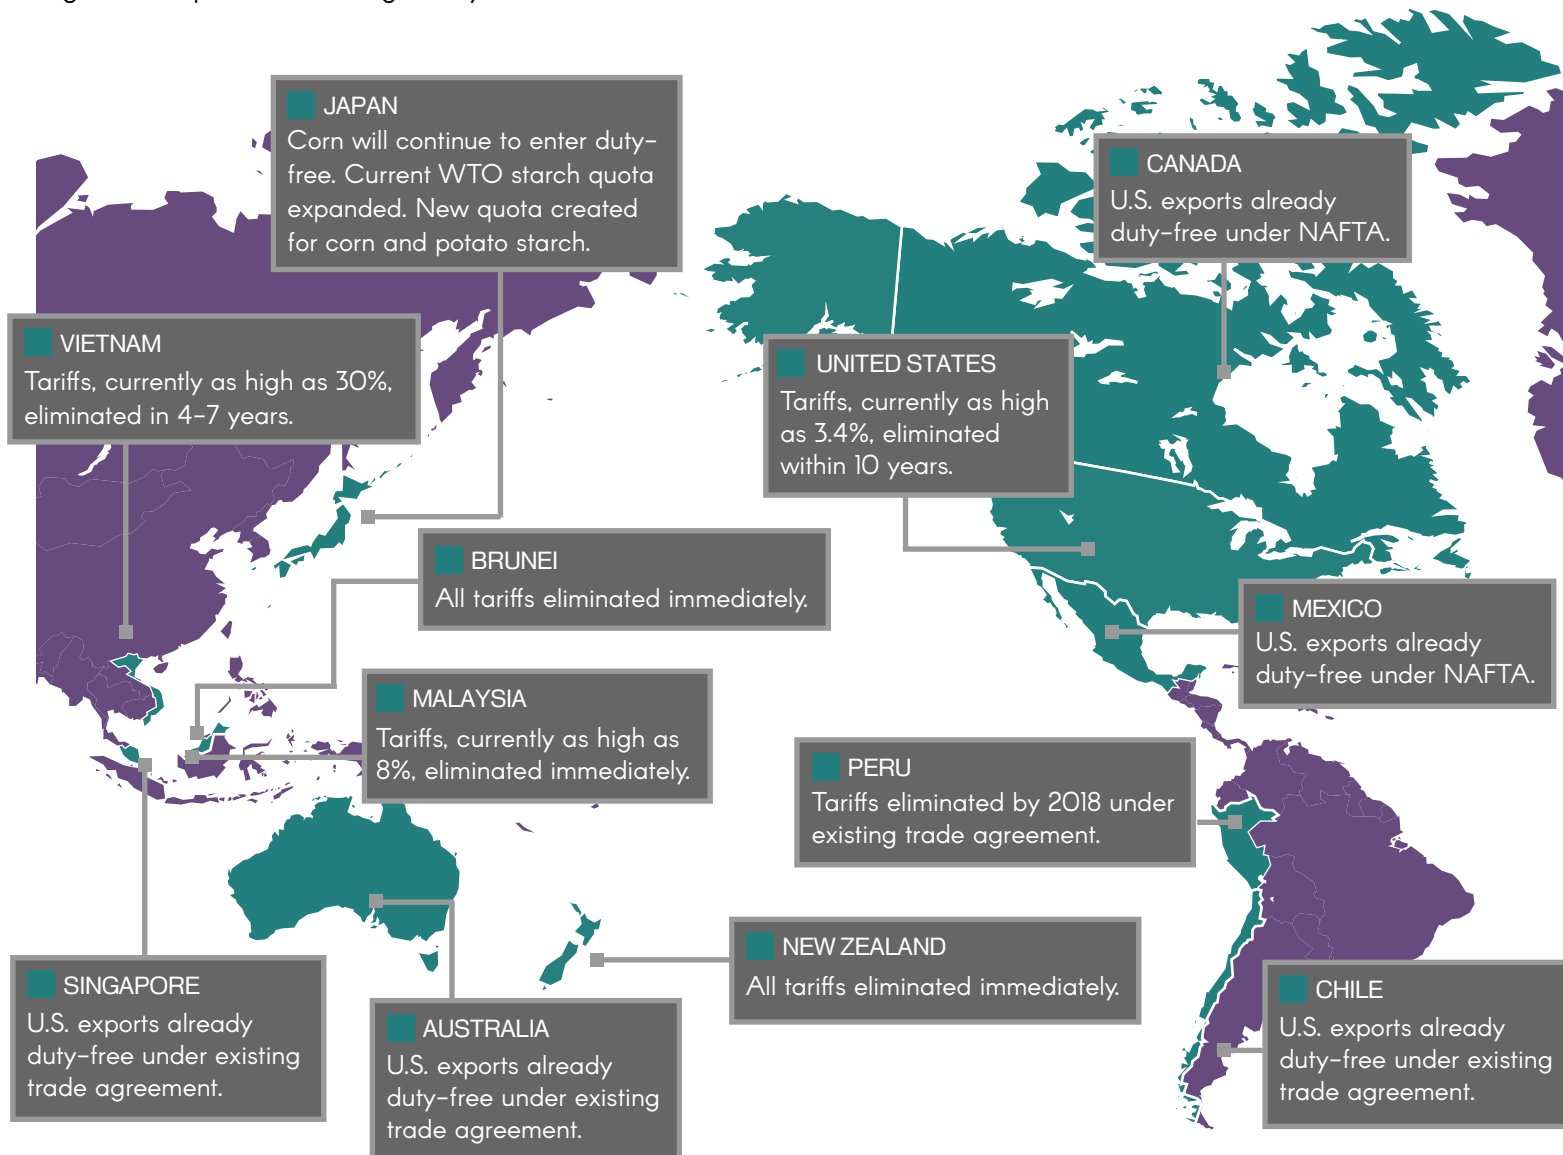 JAPAN
Corn will continue to enter duty-
free. Current WTO starch quota
expanded. New quota created
for corn and potato starch.
CANADA
U.S. exports already
duty-free under NAFTA.
VIETNAM
Tariffs, currently as high as 30%,
eliminated in 4-7 years.
UNITED STATES
Tariffs, currently as high
as 3.4%, eliminated
within 10 years.
BRUNEI
All tariffs eliminated immediately.
MEXICO
U.S. exports already
duty-free under NAFTA.
MALAYSIA
Tariffs, currently as high as
8%, eliminated immediately.
PERU
Tariffs eliminated by 2018 under
existing trade agreement.
NEW ZEALAND
All tariffs eliminated immediately.
SINGAPORE
U.S. exports already
duty-free under existing
trade agreement.
AUSTRALIA
U.S. exports already
duty-free under existing
trade agreement.
CHILE
U.S. exports already
duty-free under existing
trade agreement.